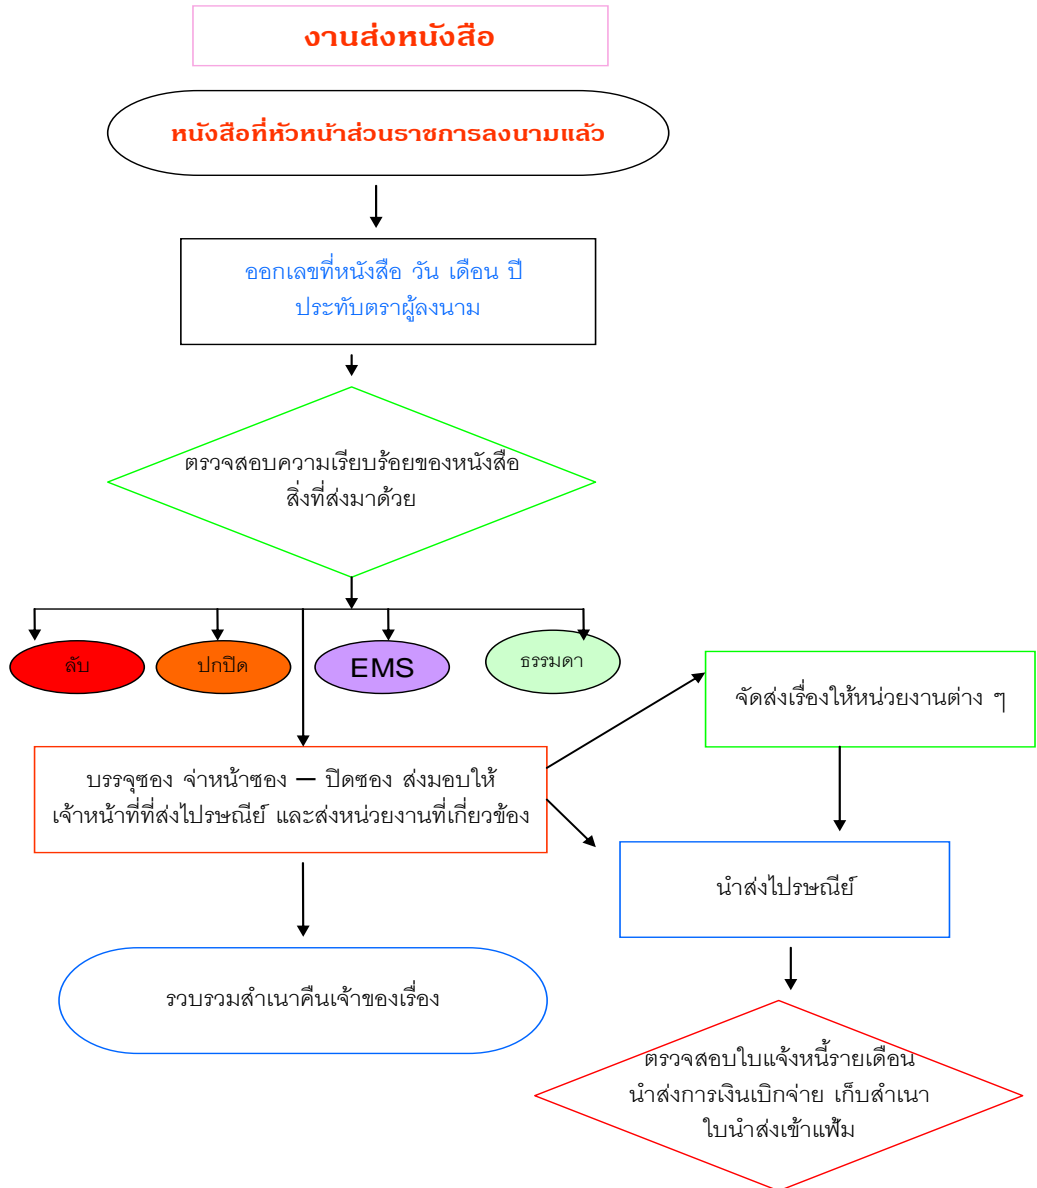 งานส่งหนังสือ
หนังสือที่หัวหน้าส่วนราชการลงนามแล้ว
ออกเลขที่หนังสือ วัน เดือน ปี
ประทับตราผู้ลงนาม
ตรวจสอบความเรียบร้อยของหนังสือ
สิ่งที่ส่งมาด้วย
ลับ
ปกปิด
EMS
ธรรมดา
จัดส่งเรื่องให้หน่วยงานต่าง ๆ
บรรจุซอง จ่าหน้าซอง – ปิดซอง ส่งมอบให้
เจ้าหน้าที่ที่ส่งไปรษณีย์ และส่งหน่วยงานที่เกี่ยวข้อง
นำส่งไปรษณีย์
รวบรวมสำเนาคืนเจ้าของเรื่อง
ตรวจสอบใบแจ้งหนี้รายเดือน
นำส่งการเงินเบิกจ่าย เก็บสำเนา
ใบนำส่งเข้าแฟ้ม